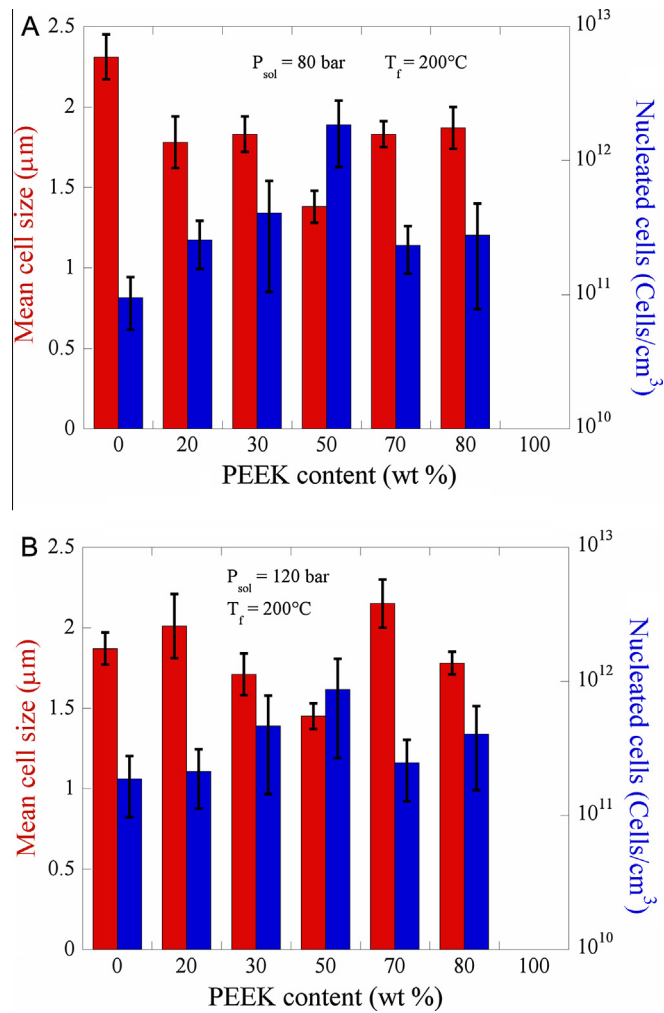 A
P_sol = 80 bar T_f = 200°C
Mean cell size (μm)
2.5
2
1.5
1
0.5
0
10^13
10^12
10^11
10^10
Nucleated cells (Cells/cm^3)
0 20 30 50 70 80 100
PEEK content (wt %)
B
P_sol = 120 bar
T_f = 200°C
Mean cell size (μm)
2.5
2
1.5
1
0.5
0
10^13
10^12
10^11
10^10
Nucleated cells (Cells/cm^3)
0 20 30 50 70 80 100
PEEK content (wt %)